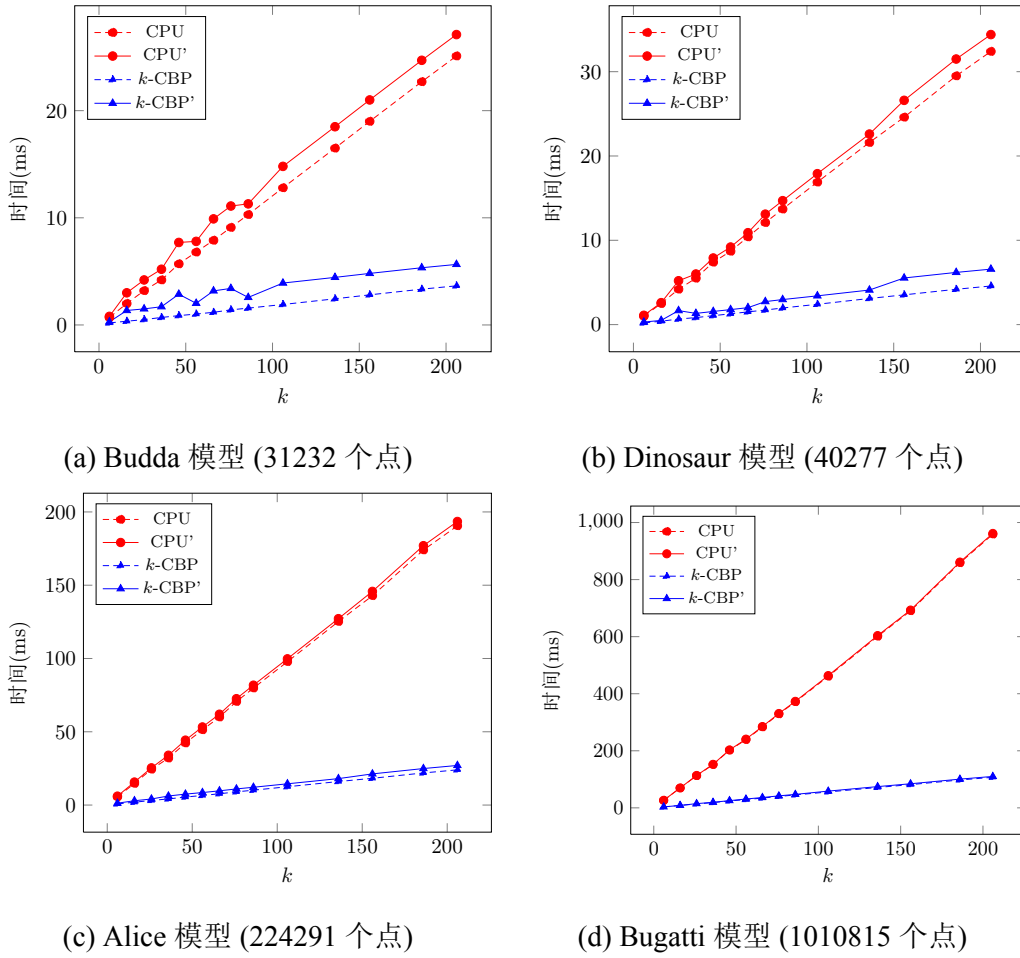 CPU
CPU'
k-CBP
k-CBP'
20
10
0
时间(ms)
0 50 100 150 200
k
(a) Budda 模型 (31232 个点)
CPU
CPU'
k-CBP
k-CBP'
30
20
10
0
时间(ms)
0 50 100 150 200
k
(b) Dinosaur 模型 (40277 个点)
CPU
CPU'
k-CBP
k-CBP'
200
150
100
50
0
时间(ms)
0 50 100 150 200
k
(c) Alice 模型 (224291 个点)
CPU
CPU'
k-CBP
k-CBP'
1,000
800
600
400
200
0
时间(ms)
0 50 100 150 200
k
(d) Bugatti 模型 (1010815 个点)